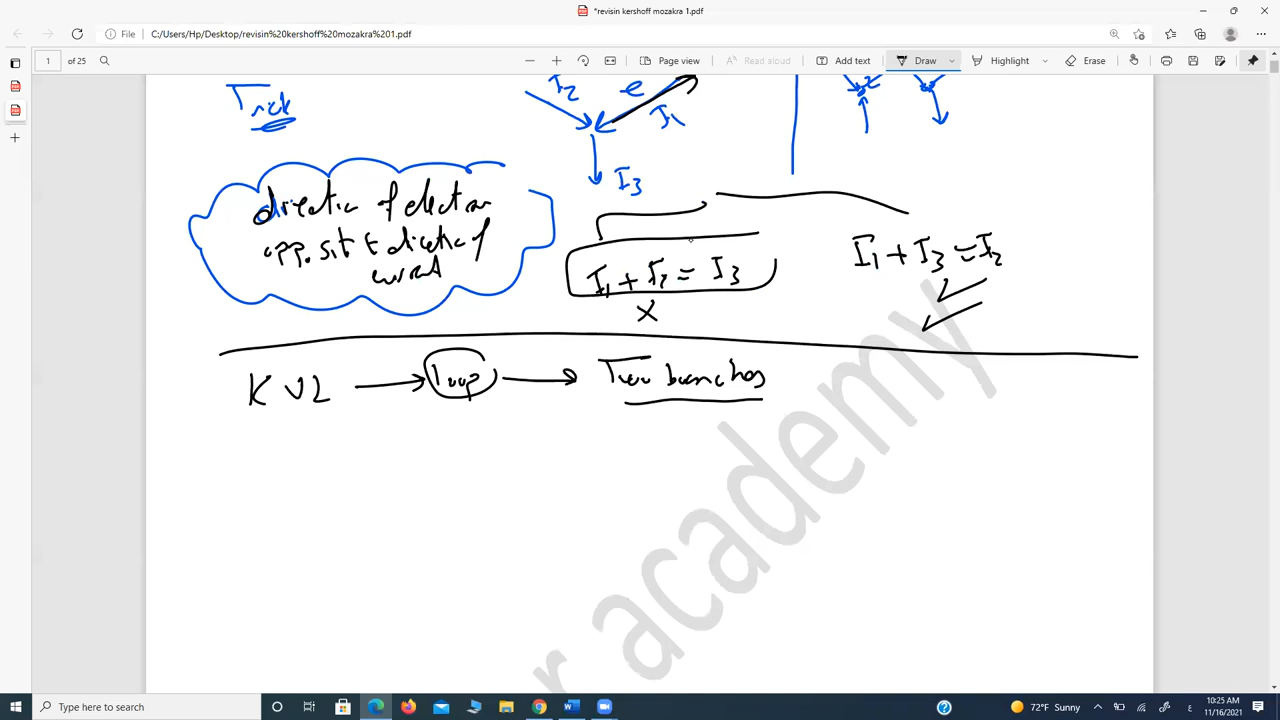 *revisin kershoff mozakra 1.pdf
File C:/Users/Hp/Desktop/revisin%20kershoff%20mozakra%201.pdf
1 of 25 Page view Read aloud Add text Draw Highlight Erase
Trick
I2 e I1
I3
direction of electron
opposit to direction of
current
I1 + I2 = I3
X
I1 + I3 = I2
KVL loop Two branches
r academy
Type here to search
72°F Sunny
10:25 AM
11/16/2021